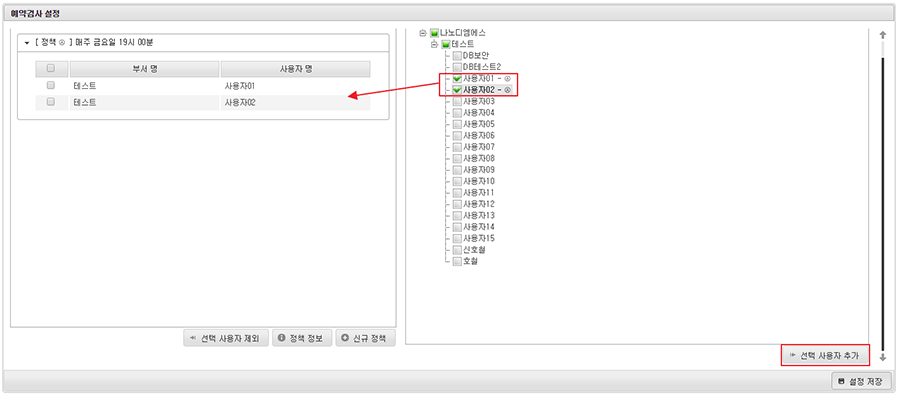 예약검사 설정
[ 정책 ㉮ ] 매주 금요일 19시 00분
부서 명 사용자 명
테스트 사용자01
테스트 사용자02
선택 사용자 제외 정책 정보 신규 정책
나노디엠에스
테스트
DB보안
DB테스트2
사용자01 - ㉮
사용자02 - ㉮
사용자03
사용자04
사용자05
사용자06
사용자07
사용자08
사용자09
사용자10
사용자11
사용자12
사용자13
사용자14
사용자15
신호철
호철
선택 사용자 추가
설정 저장